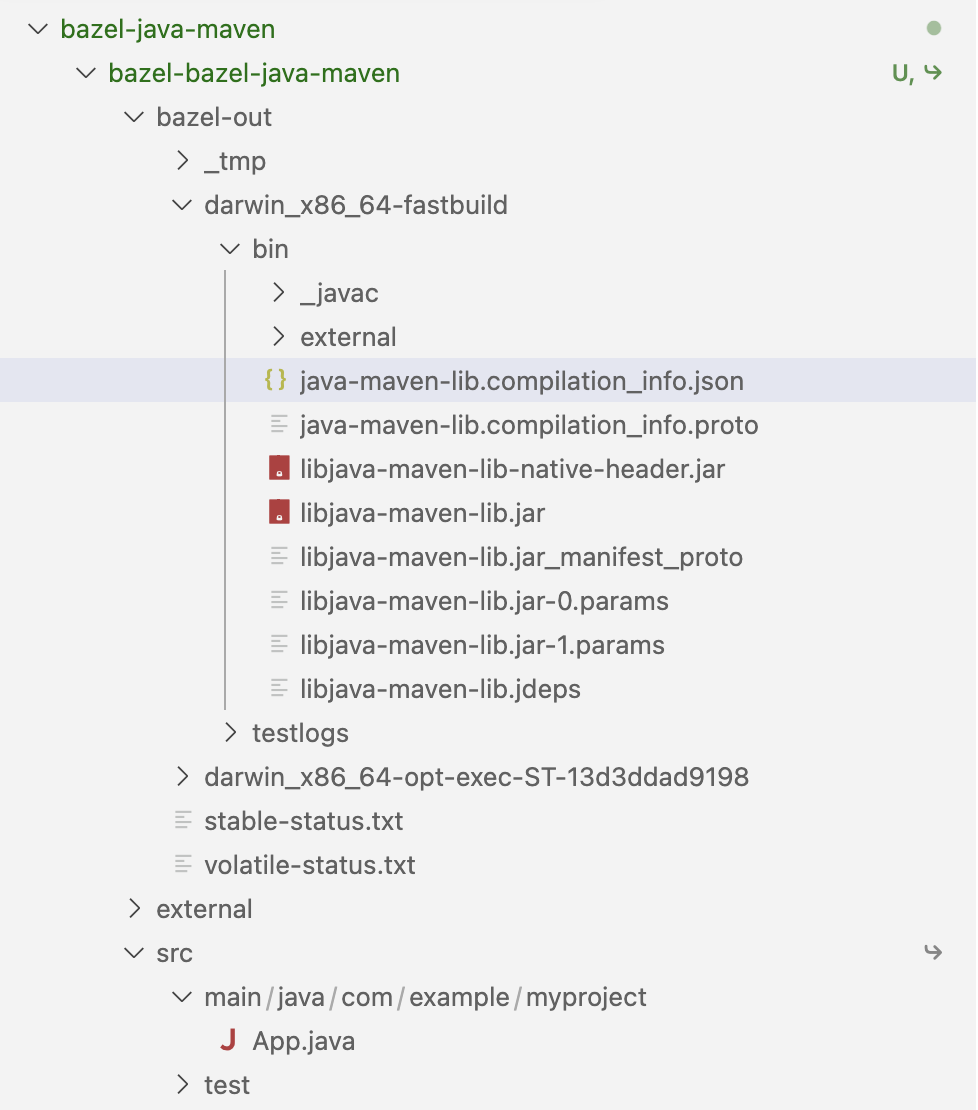 bazel-java-maven
bazel-bazel-java-maven U,
bazel-out
_tmp
darwin_x86_64-fastbuild
bin
_javac
external
{} java-maven-lib.compilation_info.json
java-maven-lib.compilation_info.proto
libjava-maven-lib-native-header.jar
libjava-maven-lib.jar
libjava-maven-lib.jar_manifest_proto
libjava-maven-lib.jar-0.params
libjava-maven-lib.jar-1.params
libjava-maven-lib.jdeps
testlogs
darwin_x86_64-opt-exec-ST-13d3ddad9198
stable-status.txt
volatile-status.txt
external
src
main/java/com/example/myproject
J App.java
test